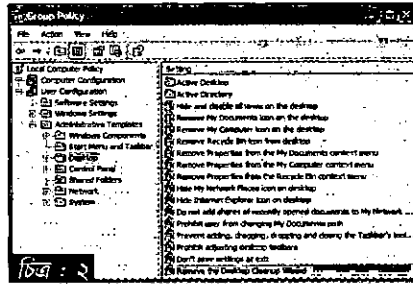 Group Policy
File Action View Help
Local Computer Policy
Computer Configuration
User Configuration
Software Settings
Windows Settings
Administrative Templates
Windows Components
Start Menu and Taskbar
Desktop
Control Panel
Shared Folders
Network
System
Setting
Active Desktop
Active Directory
Hide and disable all items on the desktop
Remove My Documents icon on the desktop
Remove My Computer icon on the desktop
Remove Recycle Bin icon from desktop
Remove Properties from the My Documents context menu
Remove Properties from the My Computer context menu
Remove Properties from the Recycle Bin context menu
Hide My Network Places icon on desktop
Hide Internet Explorer icon on desktop
Do not add shares of recently opened documents to My Network ...
Prohibit user from changing My Documents path
Prevent adding, dragging, dropping and closing the Taskbar's tool...
Prohibit adjusting desktop toolbars
Don't save settings at exit
Remove the Desktop Cleanup Wizard
চিত্র : ২